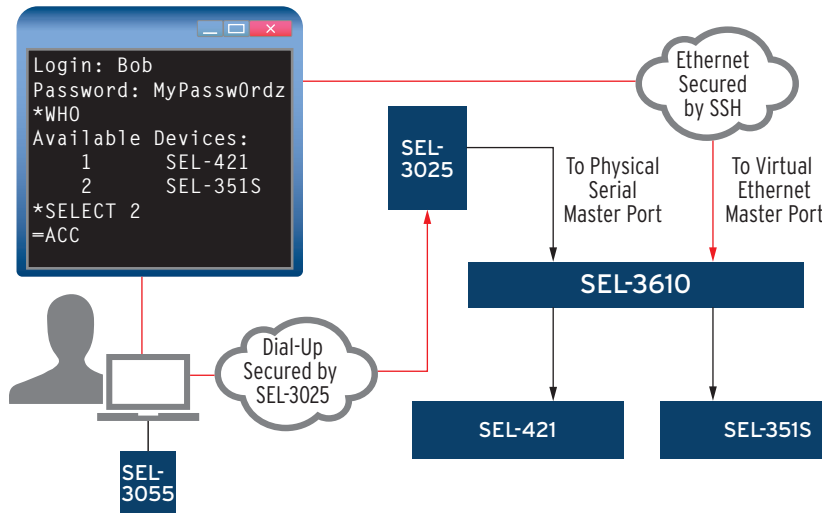 Login: Bob
Password: MyPassw0rdz
*WHO
Available Devices:
1 SEL-421
2 SEL-351S
*SELECT 2
=ACC
Ethernet
Secured
by SSH
SEL-
3025
To Physical
Serial
Master Port
To Virtual
Ethernet
Master Port
SEL-3610
Dial-Up
Secured by
SEL-3025
SEL-421
SEL-351S
SEL-
3055